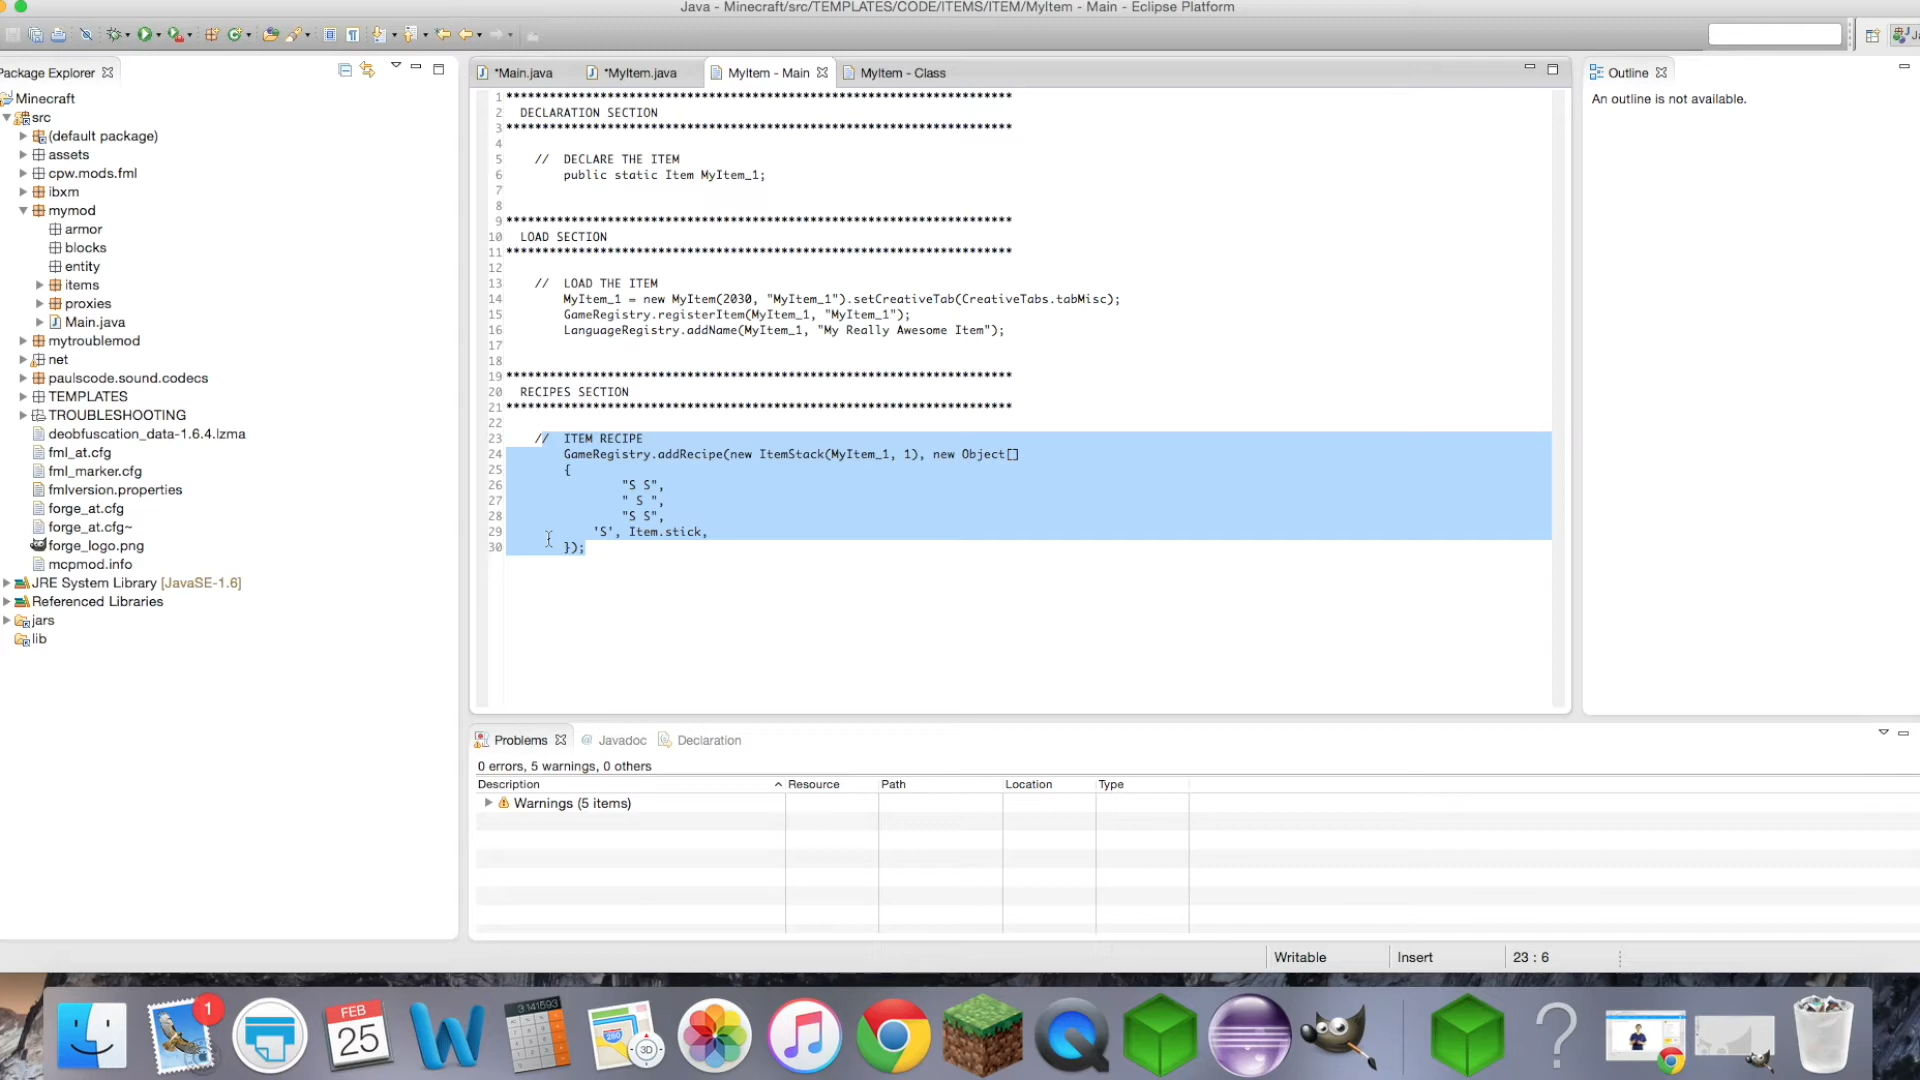 Java - Minecraft/src/TEMPLATES/CODE/ITEMS/ITEM/MyItem - Main - Eclipse Platform
Package Explorer
Minecraft
src
(default package)
assets
cpw.mods.fml
ibxm
mymod
armor
blocks
entity
items
proxies
Main.java
mytroublemod
net
paulscode.sound.codecs
TEMPLATES
TROUBLESHOOTING
deobfuscation_data-1.6.4.lzma
fml_at.cfg
fml_marker.cfg
fmlversion.properties
forge_at.cfg
forge_at.cfg~
forge_logo.png
mcpmod.info
JRE System Library [JavaSE-1.6]
Referenced Libraries
jars
lib
*Main.java *MyItem.java MyItem - Main MyItem - Class
1 **********************************************************************
2 DECLARATION SECTION
3 **********************************************************************
4
5 // DECLARE THE ITEM
6 public static Item MyItem_1;
7
8
9 **********************************************************************
10 LOAD SECTION
11 **********************************************************************
12
13 // LOAD THE ITEM
14 MyItem_1 = new MyItem(2030, "MyItem_1").setCreativeTab(CreativeTabs.tabMisc);
15 GameRegistry.registerItem(MyItem_1, "MyItem_1");
16 LanguageRegistry.addName(MyItem_1, "My Really Awesome Item");
17
18
19 **********************************************************************
20 RECIPES SECTION
21 **********************************************************************
22
23 // ITEM RECIPE
24 GameRegistry.addRecipe(new ItemStack(MyItem_1, 1), new Object[]
25 {
26 "S S",
27 " S ",
28 "S S",
29 'S', Item.stick,
30 });
Outline
An outline is not available.
Problems Javadoc Declaration
0 errors, 5 warnings, 0 others
Description Resource Path Location Type
Warnings (5 items)
Writable Insert 23 : 6
1
FEB
25
W
3.141593
3D
?